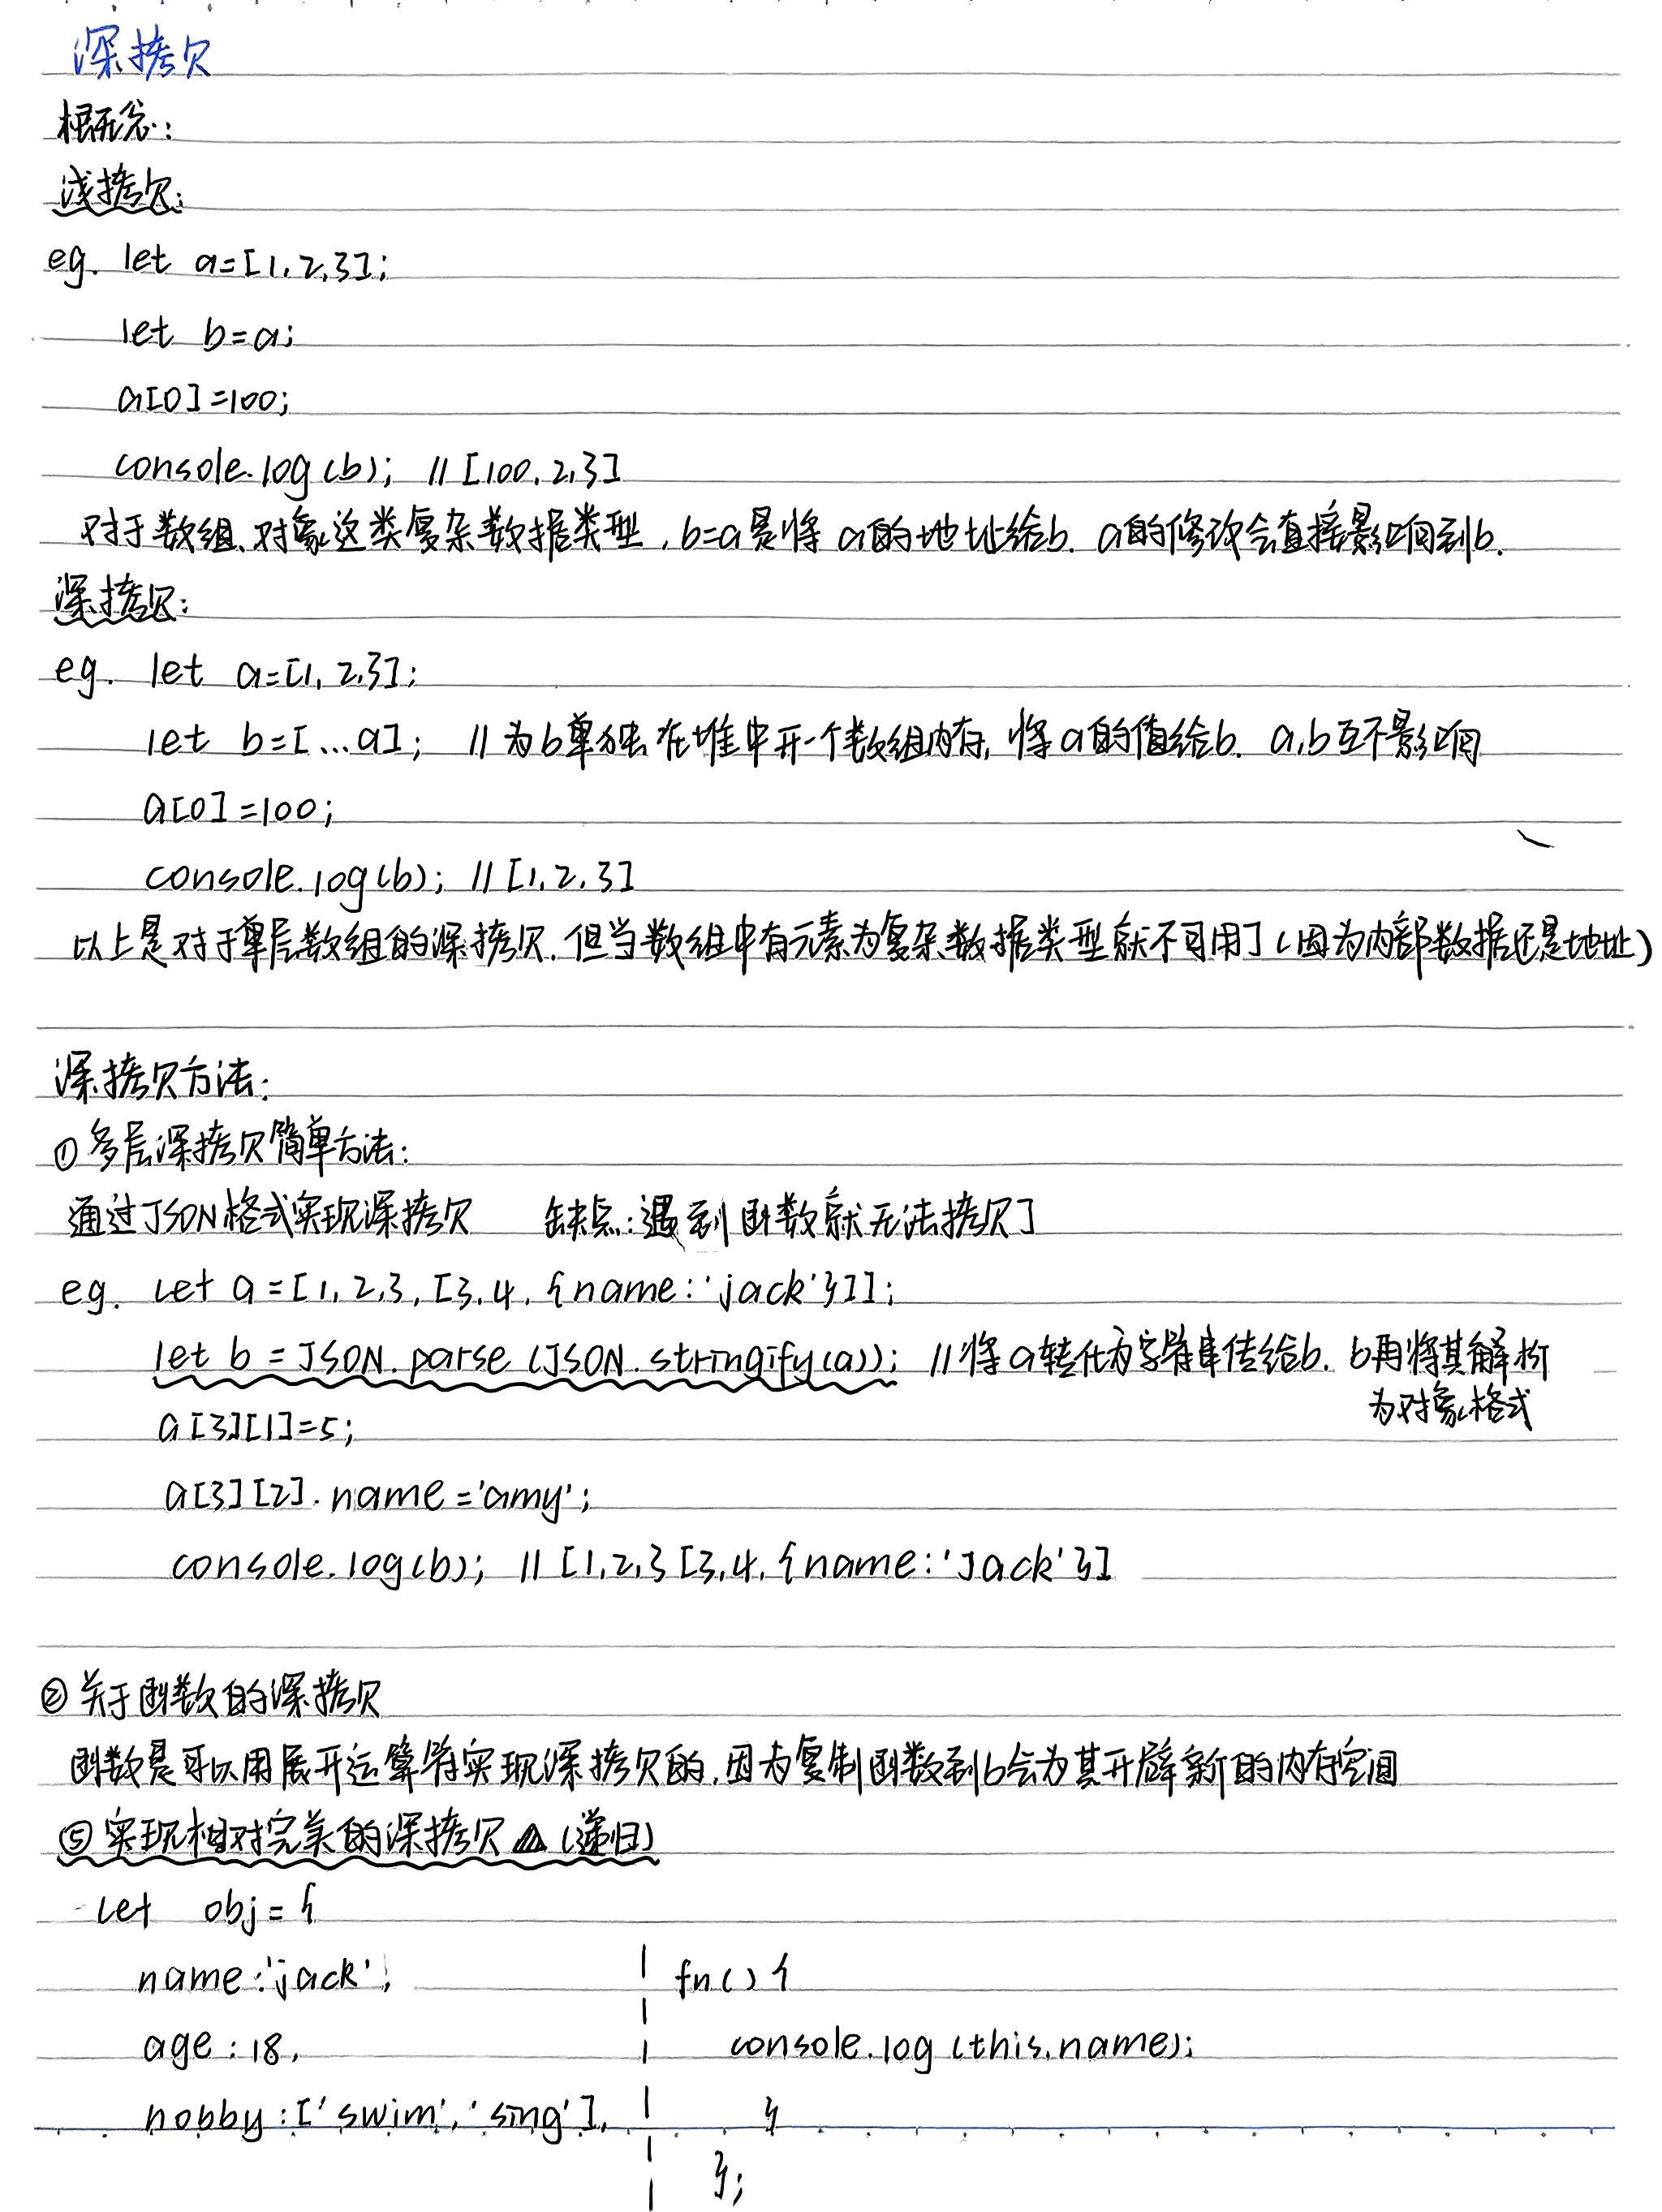 深拷贝
概念:
浅拷贝:
eg. let a=[1,2,3];
let b=a;
a[0]=100;
console.log(b); //[100,2,3]
对于数组、对象这类复杂数据类型，b=a是将a的地址给b. a的修改会直接影响到b.
深拷贝:
eg. let a=[1,2,3];
let b=[...a]; //为b单独在堆中开一个数组内存，将a的值给b. a,b互不影响
a[0]=100;
console.log(b); //[1,2,3]
以上是对于单层数组的深拷贝.但当数组中有元素为复杂数据类型就不可用了(因为内部数据还是地址)
深拷贝方法:
①多层深拷贝简单方法:
通过JSON格式实现深拷贝 缺点:遇到函数就无法拷贝了
eg. let a=[1,2,3,[3,4,{name:'jack'}]];
let b=JSON.parse(JSON.stringify(a)); //将a转化为字符串传给b. b再将其解析
为对象格式
a[3][1]=5;
a[3][2].name='amy';
console.log(b); //[1,2,3[3,4,{name:'Jack'}]
②关于函数的深拷贝
函数是可以用展开运算符实现深拷贝的,因为复制函数到b会为其开辟新的内存空间
⑤实现相对完美的深拷贝△(递归)
let obj={
name:'jack',
age:18,
hobby:['swim','sing'],
fn(){
console.log(this.name);
}
};